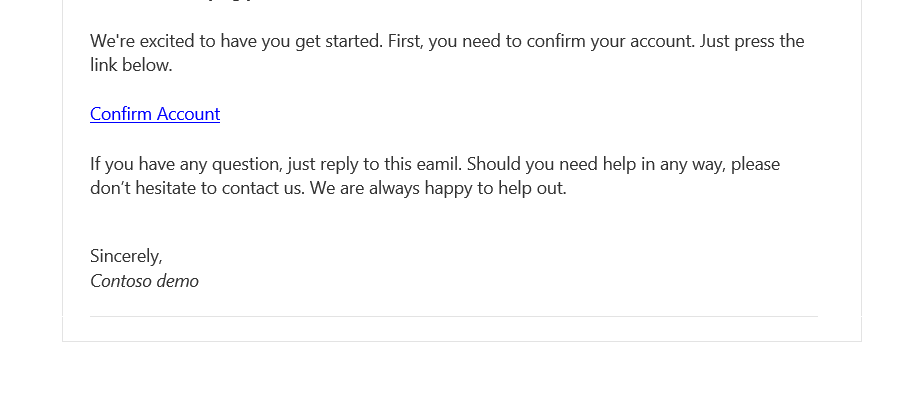 We're excited to have you get started. First, you need to confirm your account. Just press the
link below.
Confirm Account
If you have any question, just reply to this eamil. Should you need help in any way, please
don’t hesitate to contact us. We are always happy to help out.
Sincerely,
Contoso demo